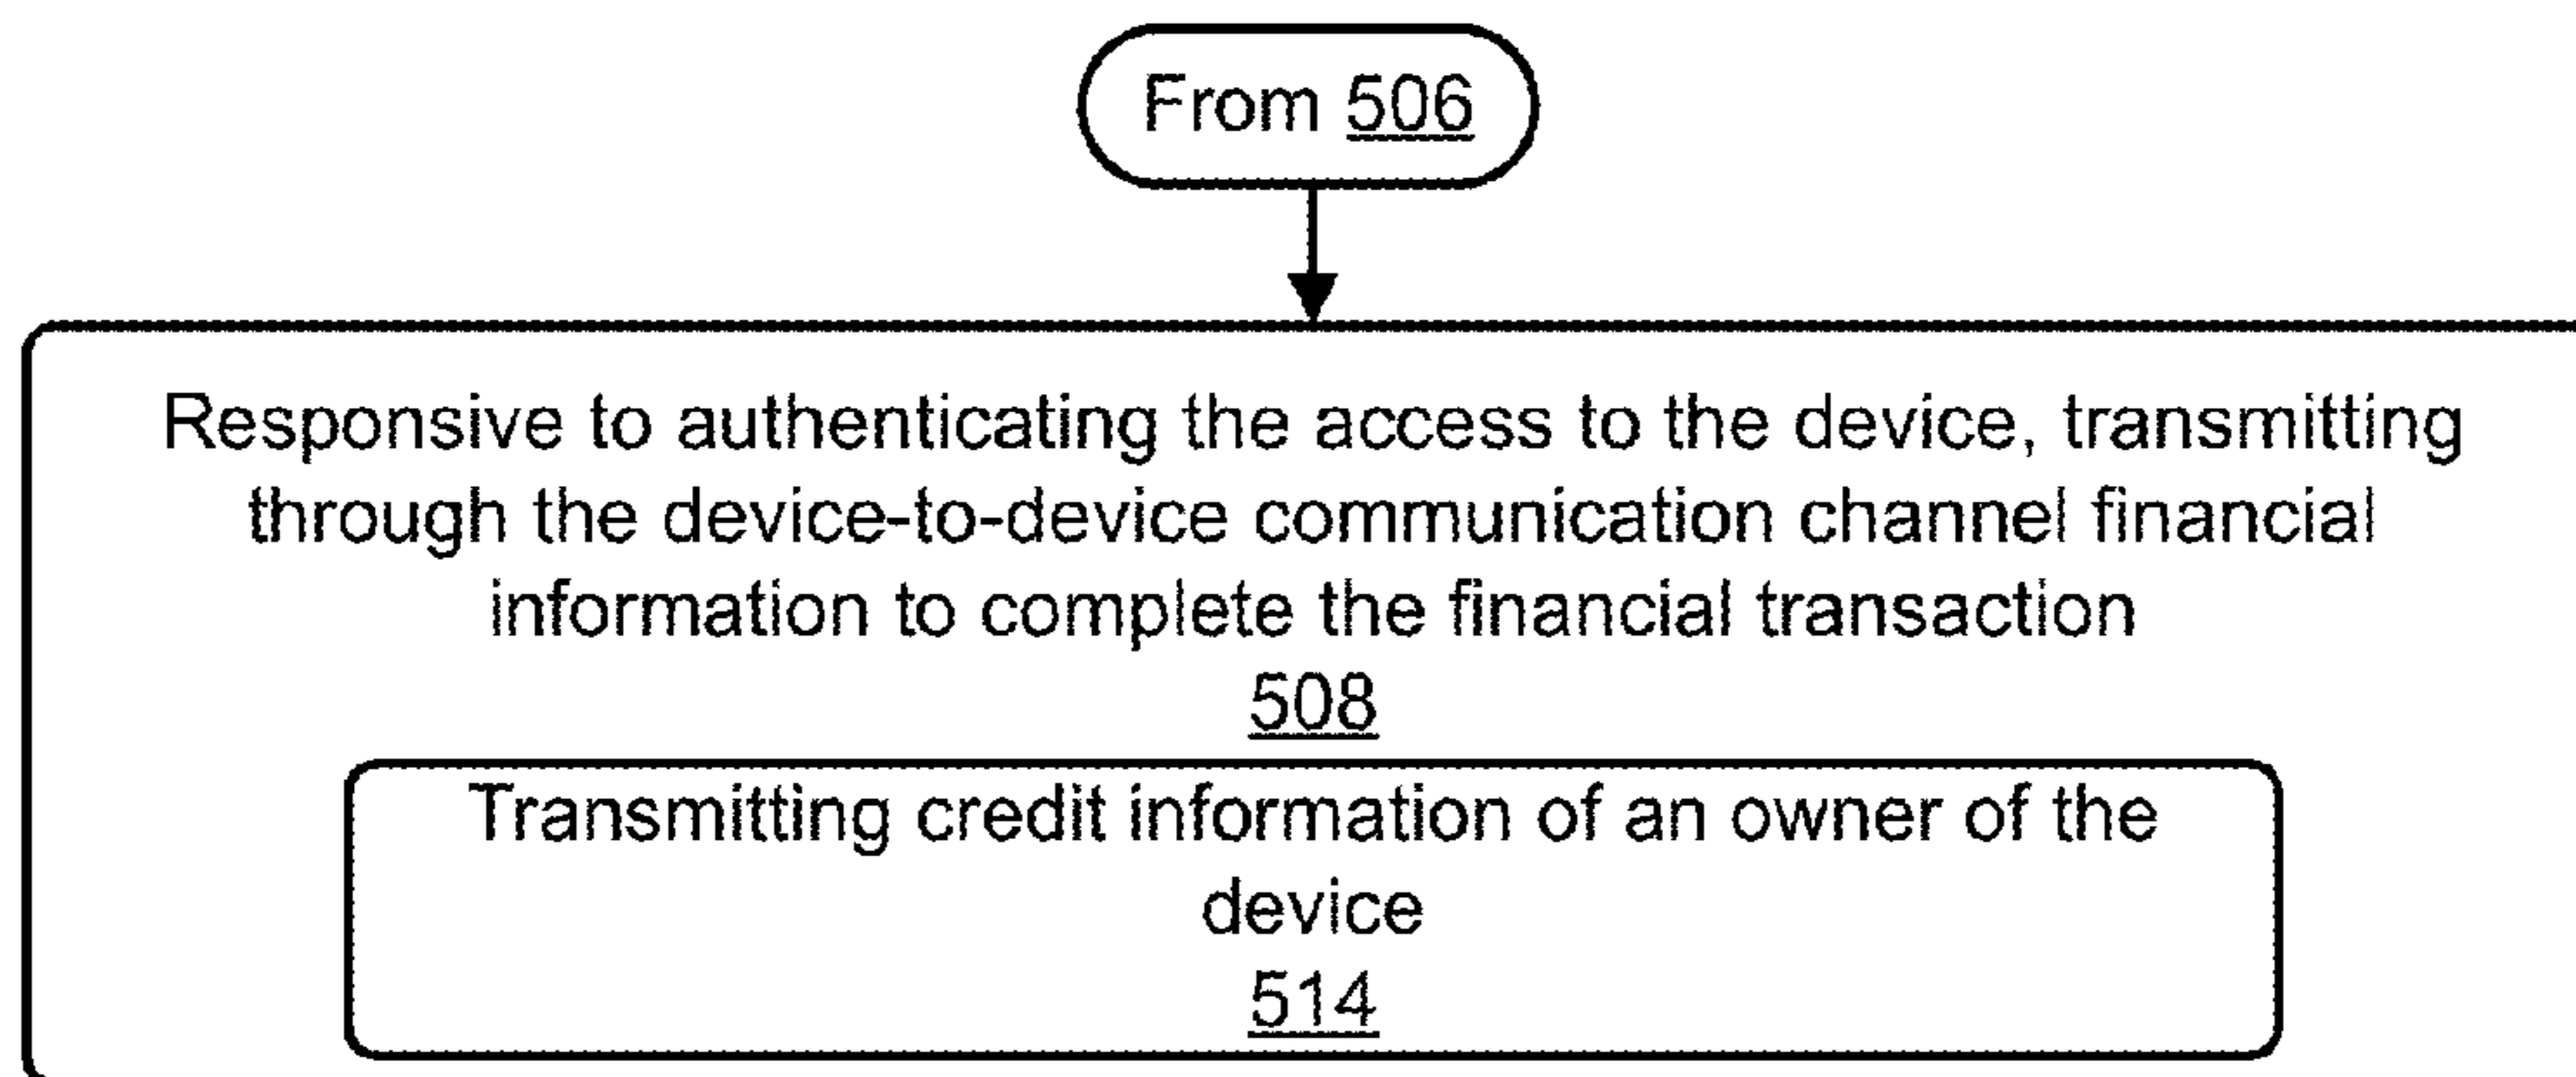 From 506
Responsive to authenticating the access to the device, transmitting
through the device-to-device communication channel financial
information to complete the financial transaction
508
Transmitting credit information of an owner of the
device
514